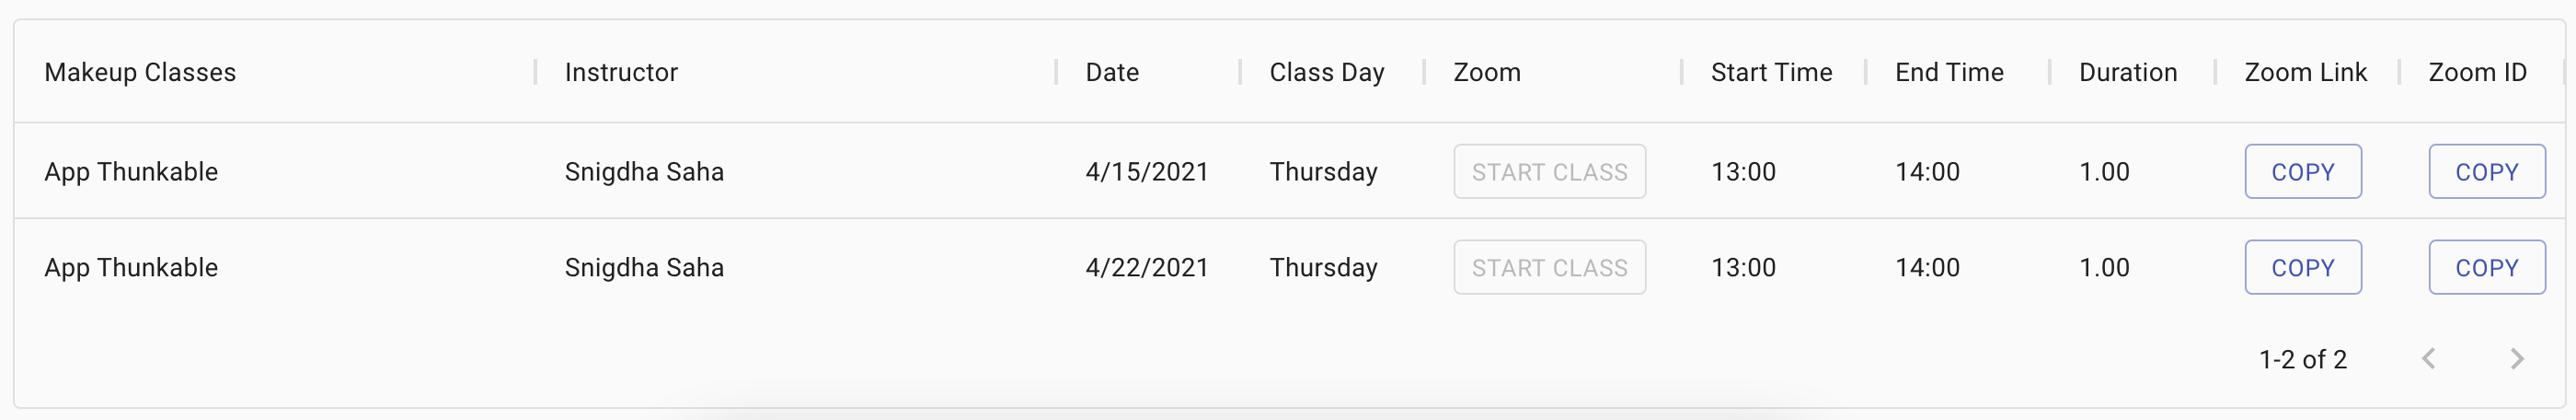 Makeup Classes Instructor Date Class Day Zoom Start Time End Time Duration Zoom Link Zoom ID
App Thunkable Snigdha Saha 4/15/2021 Thursday START CLASS 13:00 14:00 1.00 COPY COPY
App Thunkable Snigdha Saha 4/22/2021 Thursday START CLASS 13:00 14:00 1.00 COPY COPY
1-2 of 2